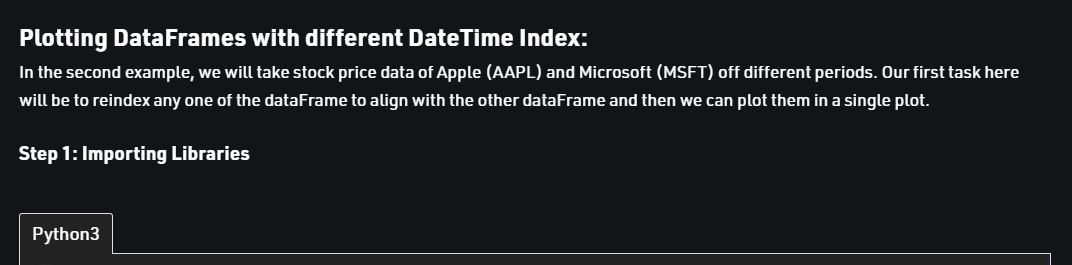 Plotting DataFrames with different DateTime Index:
In the second example, we will take stock price data of Apple (AAPL) and Microsoft (MSFT) off different periods. Our first task here
will be to reindex any one of the dataFrame to align with the other dataFrame and then we can plot them in a single plot.
Step 1: Importing Libraries
Python3